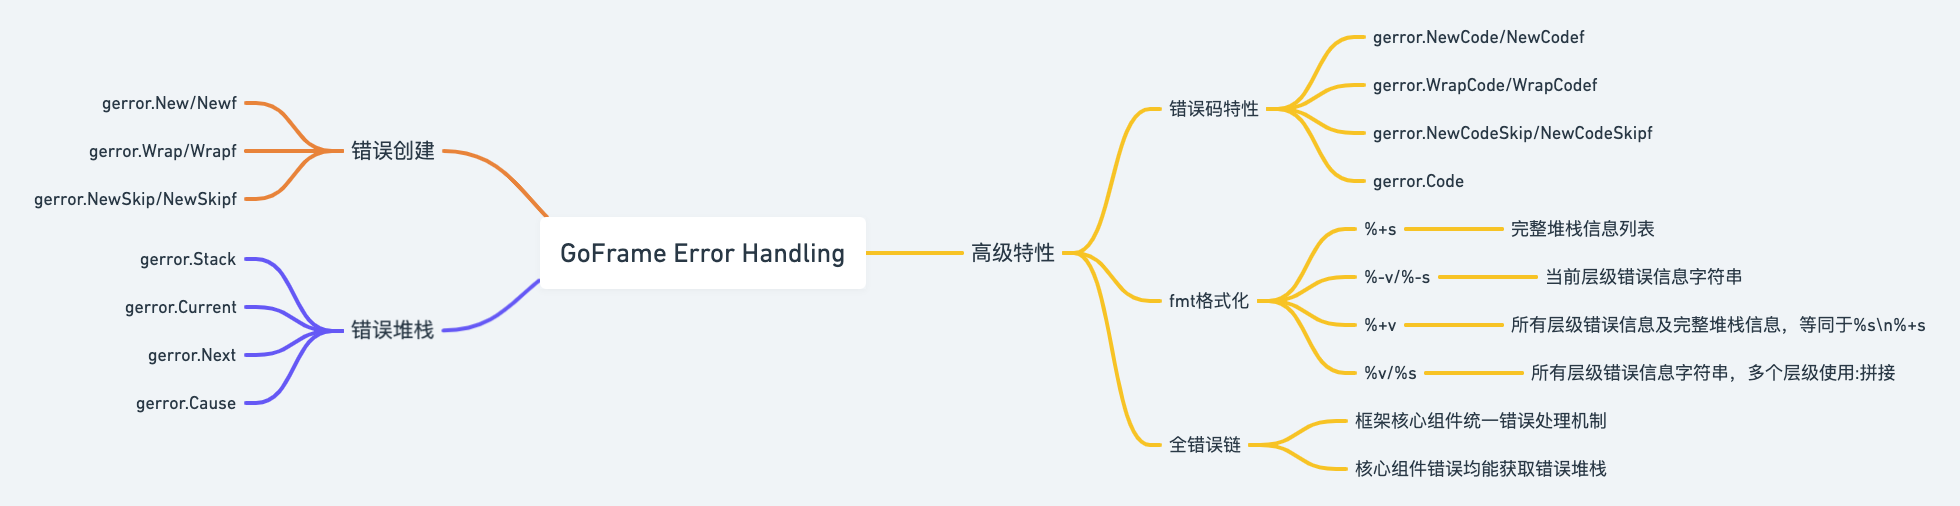 GoFrame Error Handling
错误创建
gerror.New/Newf
gerror.Wrap/Wrapf
gerror.NewSkip/NewSkipf
错误堆栈
gerror.Stack
gerror.Current
gerror.Next
gerror.Cause
高级特性
错误码特性
gerror.NewCode/NewCodef
gerror.WrapCode/WrapCodef
gerror.NewCodeSkip/NewCodeSkipf
gerror.Code
fmt格式化
%+s
完整堆栈信息列表
%-v/%-s
当前层级错误信息字符串
%+v
所有层级错误信息及完整堆栈信息，等同于%s\n%+s
%v/%s
所有层级错误信息字符串，多个层级使用:拼接
全错误链
框架核心组件统一错误处理机制
核心组件错误均能获取错误堆栈